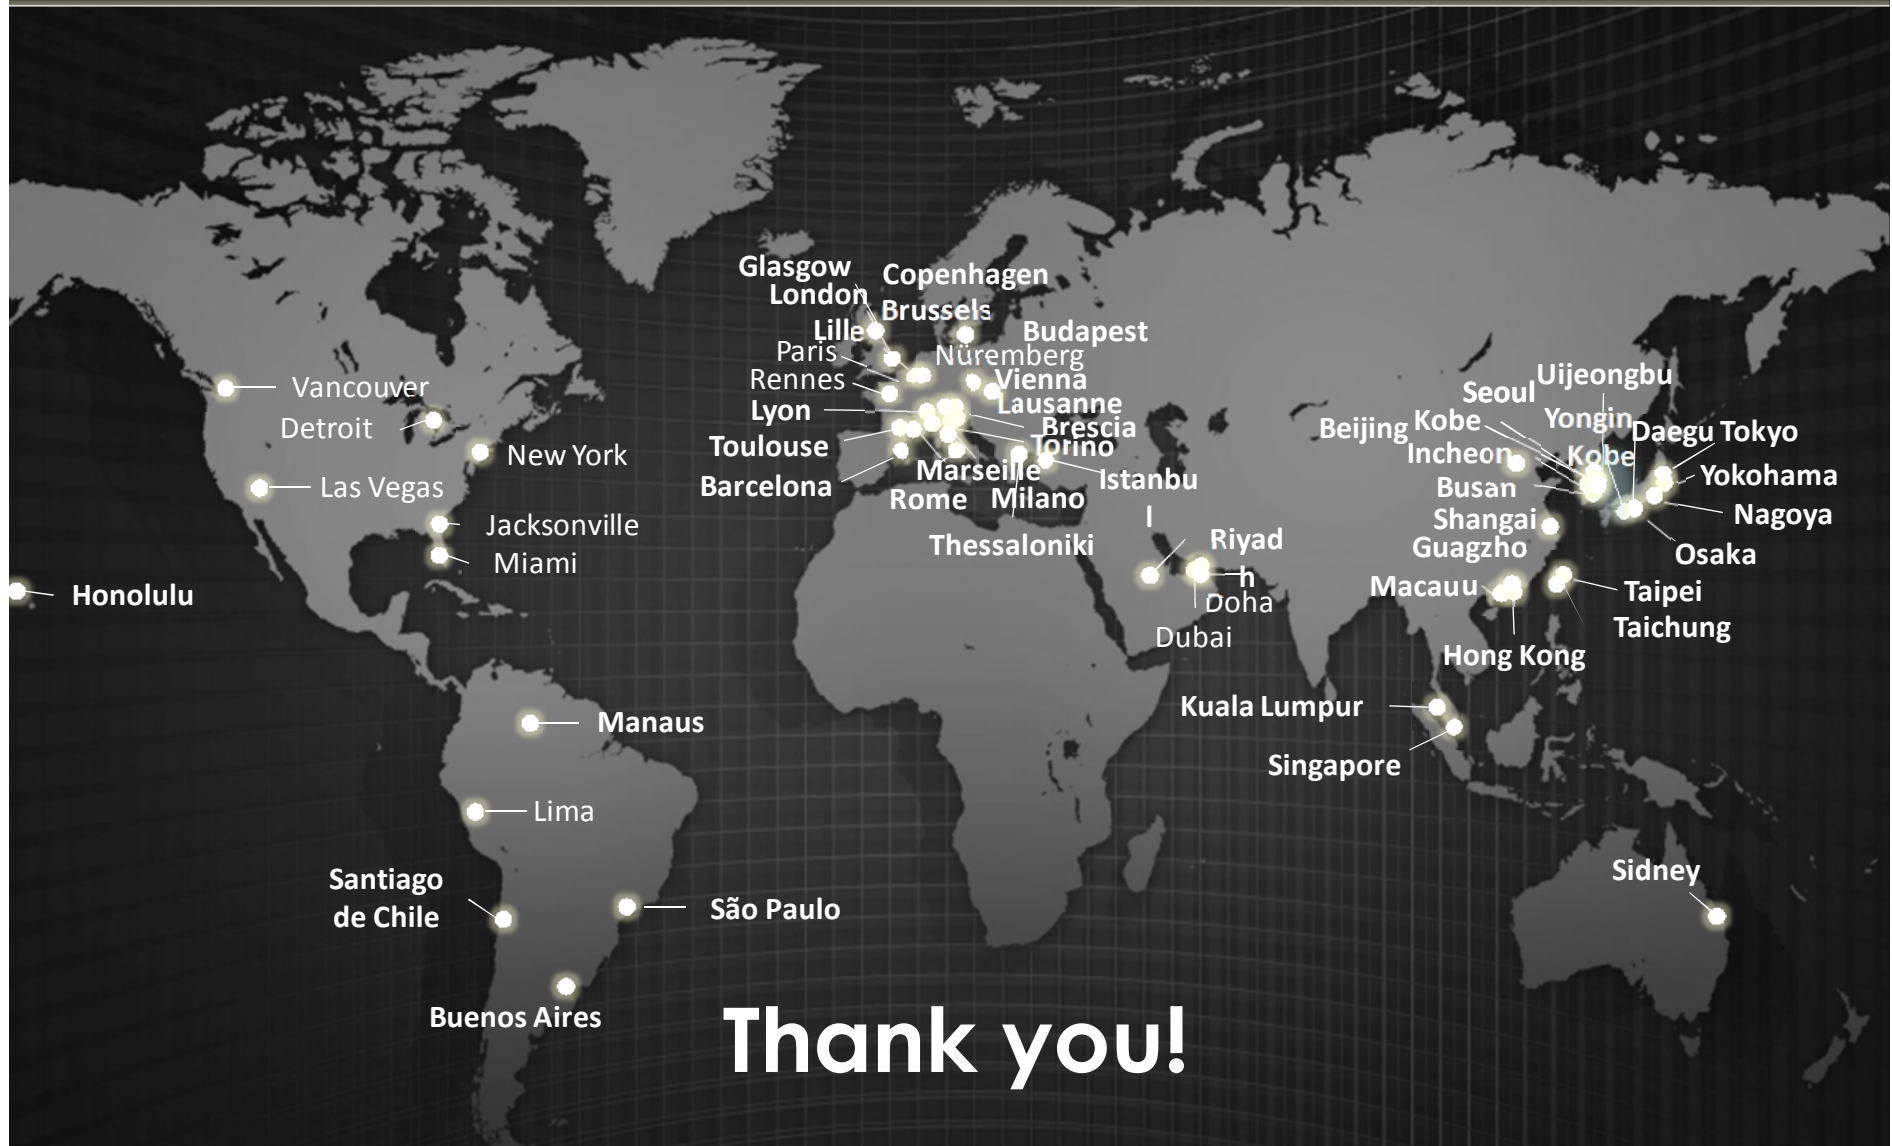 Glasgow
Copenhagen
London
Brussels
Lille
Budapest
Paris
Nüremberg
Rennes
Vienna
Lyon
Lausanne
Brescia
Toulouse
Torino
Marseille
Barcelona
Rome
Milano
Istanbu
l
Thessaloniki
Vancouver
Detroit
New York
Las Vegas
Jacksonville
Miami
Honolulu
Riyad
h
Doha
Dubai
Uijeongbu
Seoul
Kobe
Yongin
Beijing
Daegu
Tokyo
Incheon
Kobe
Yokohama
Busan
Nagoya
Shangai
Guagzho
u
Osaka
Macau
Taipei
Taichung
Hong Kong
Kuala Lumpur
Singapore
Manaus
Lima
Santiago
de Chile
São Paulo
Sidney
Buenos Aires
Thank you!